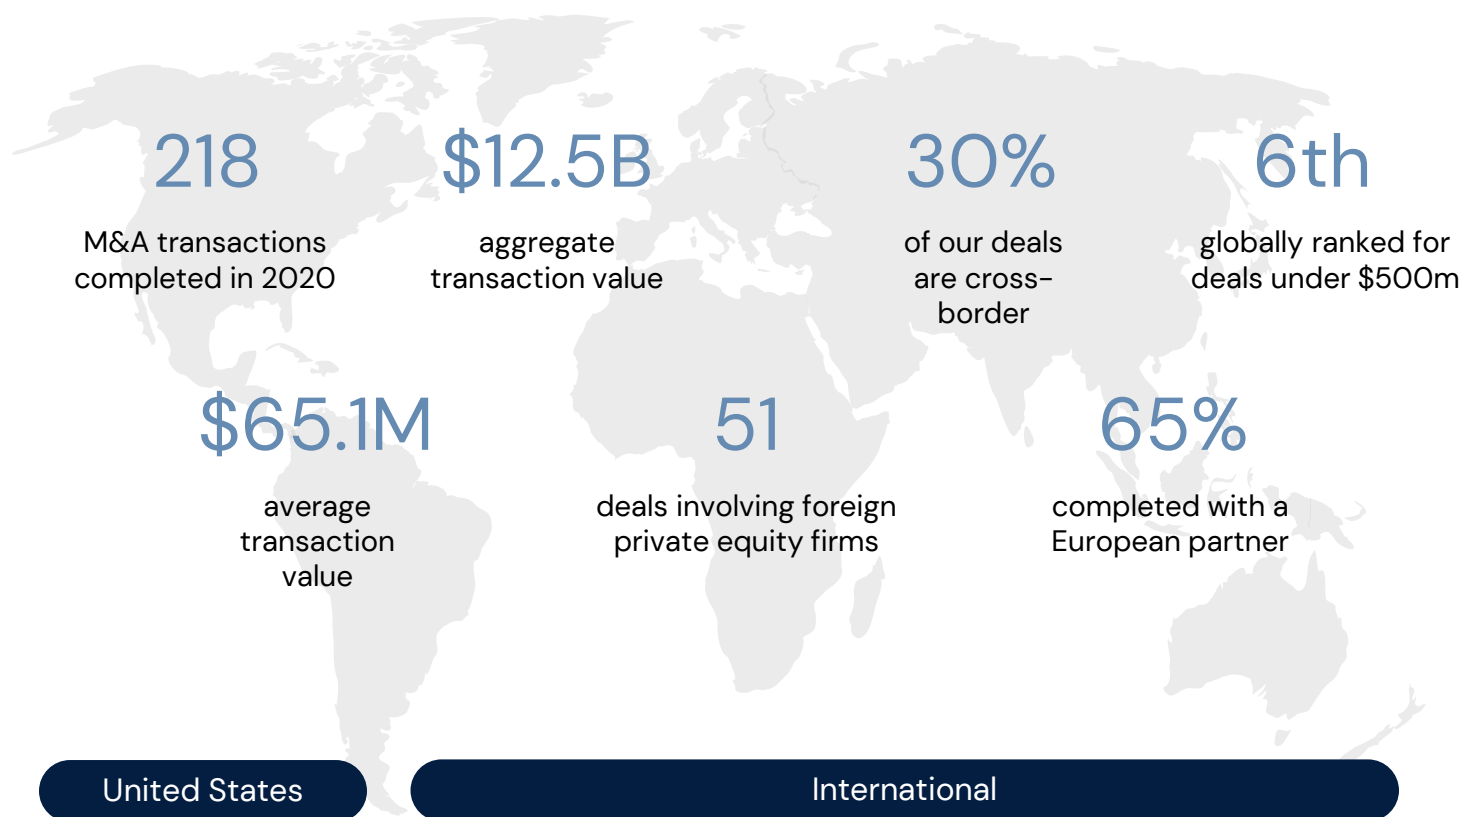 218
M&A transactions
completed in 2020
$12.5B
aggregate
transaction value
30%
of our deals
are cross-
border
6th
globally ranked for
deals under $500m
$65.1M
average
transaction
value
51
deals involving foreign
private equity firms
65%
completed with a
European partner
United States
International